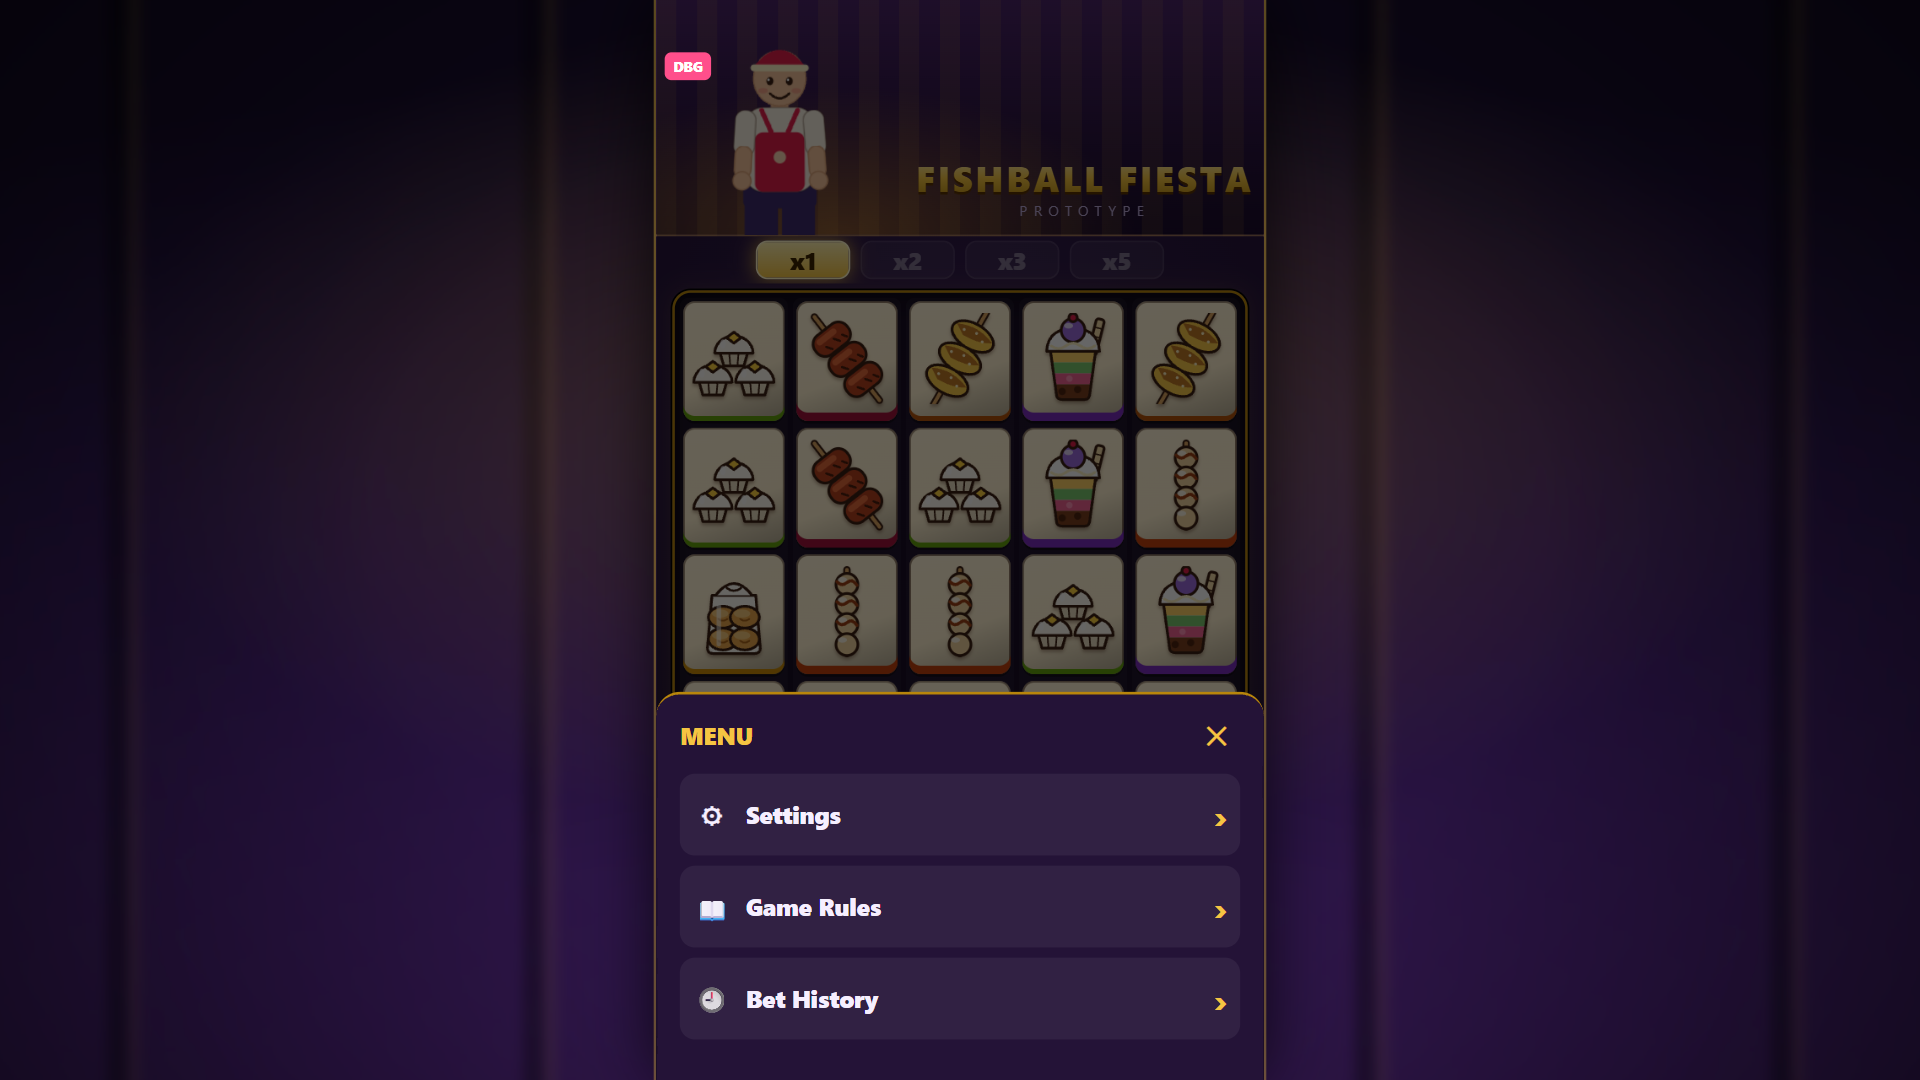 DBG
FISHBALL FIESTA
PROTOTYPE
x1 x2 x3 x5
MENU
Settings
Game Rules
Bet History